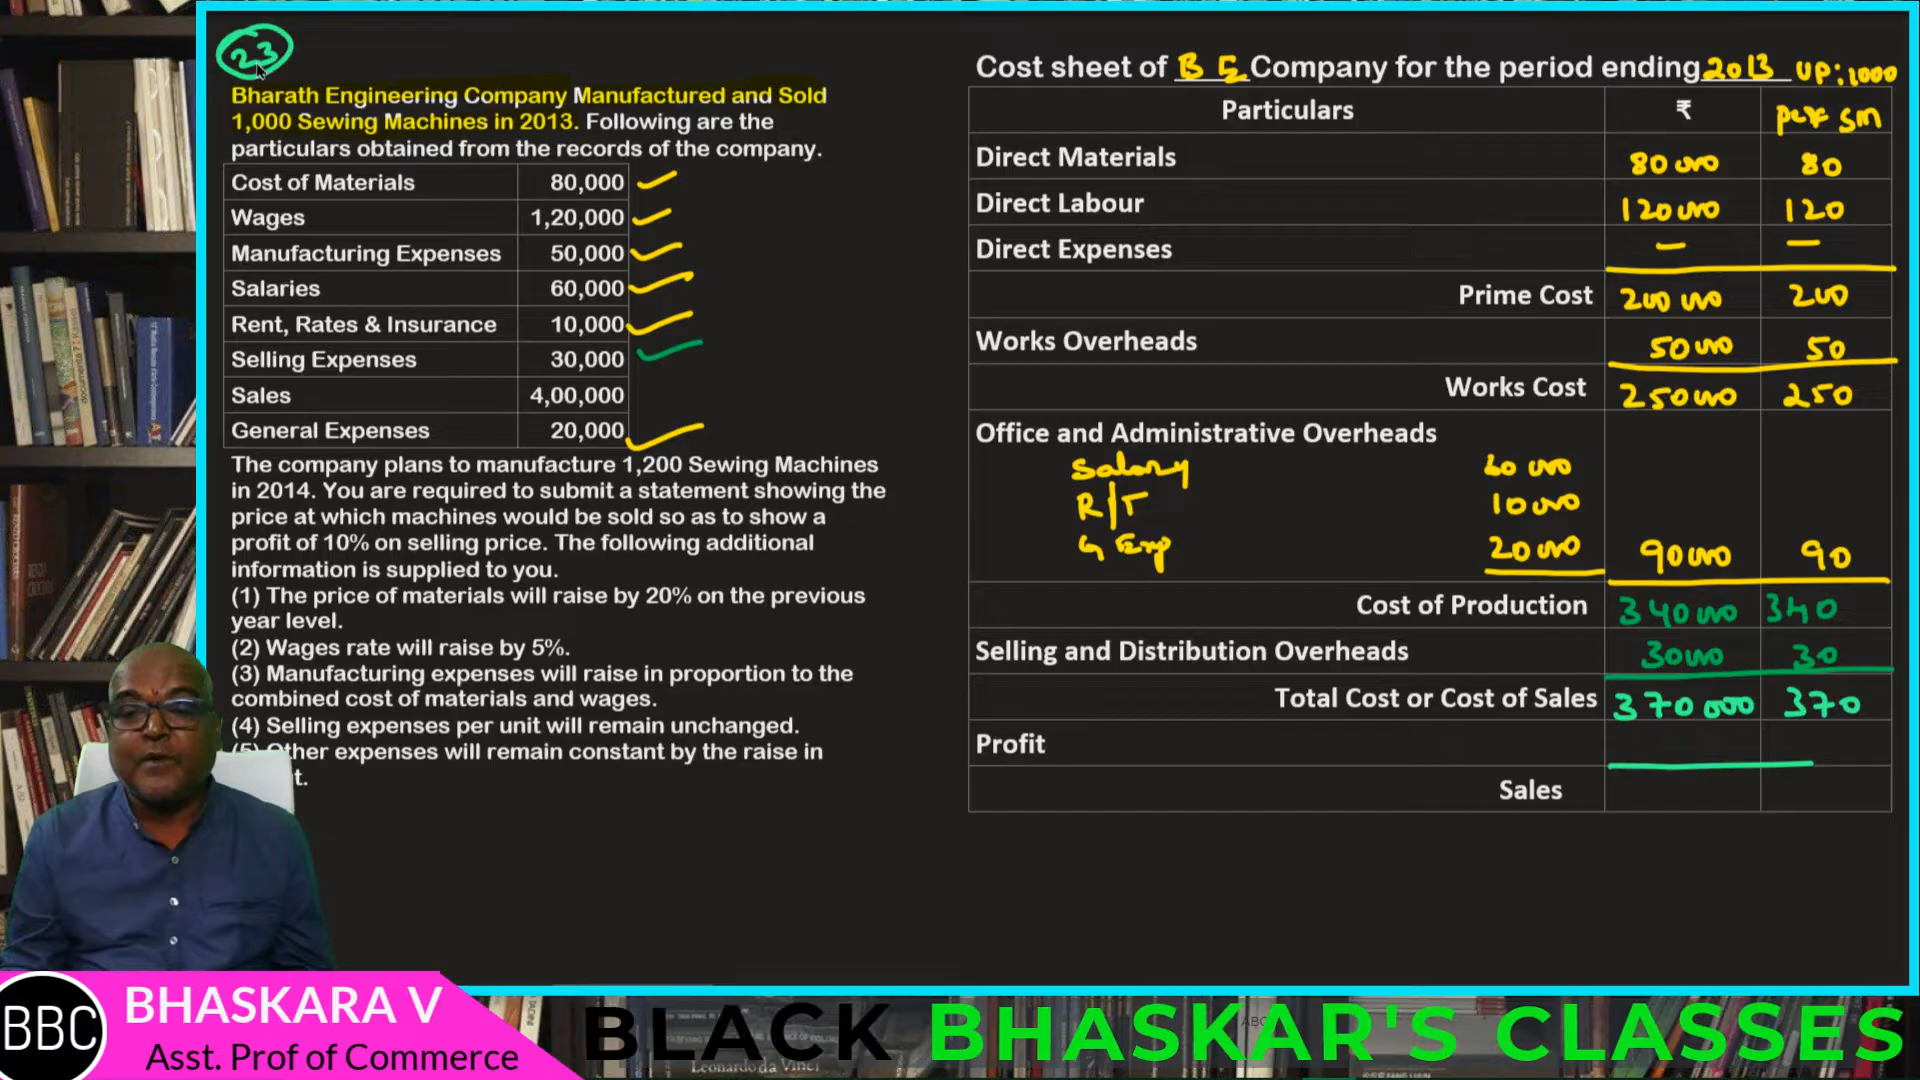 23
Bharath Engineering Company Manufactured and Sold
1,000 Sewing Machines in 2013. Following are the
particulars obtained from the records of the company.
Cost of Materials 80,000
Wages 1,20,000
Manufacturing Expenses 50,000
Salaries 60,000
Rent, Rates & Insurance 10,000
Selling Expenses 30,000
Sales 4,00,000
General Expenses 20,000
The company plans to manufacture 1,200 Sewing Machines
in 2014. You are required to submit a statement showing the
price at which machines would be sold so as to show a
profit of 10% on selling price. The following additional
information is supplied to you.
(1) The price of materials will raise by 20% on the previous
year level.
(2) Wages rate will raise by 5%.
(3) Manufacturing expenses will raise in proportion to the
combined cost of materials and wages.
(4) Selling expenses per unit will remain unchanged.
(5) Other expenses will remain constant by the raise in
t.
Cost sheet of B E Company for the period ending 2013 UP:1000
Particulars ₹ per SM
Direct Materials 80000 80
Direct Labour 120000 120
Direct Expenses — —
Prime Cost 200000 200
Works Overheads 50000 50
Works Cost 250000 250
Office and Administrative Overheads
Salary 60000
R/T 10000
G Exp 20000 90000 90
Cost of Production 340000 340
Selling and Distribution Overheads 30000 30
Total Cost or Cost of Sales 370000 370
Profit
Sales
BBC
BHASKARA V
Asst. Prof of Commerce
BLACK BHASKAR'S CLASSES
Leonardo da Vinci